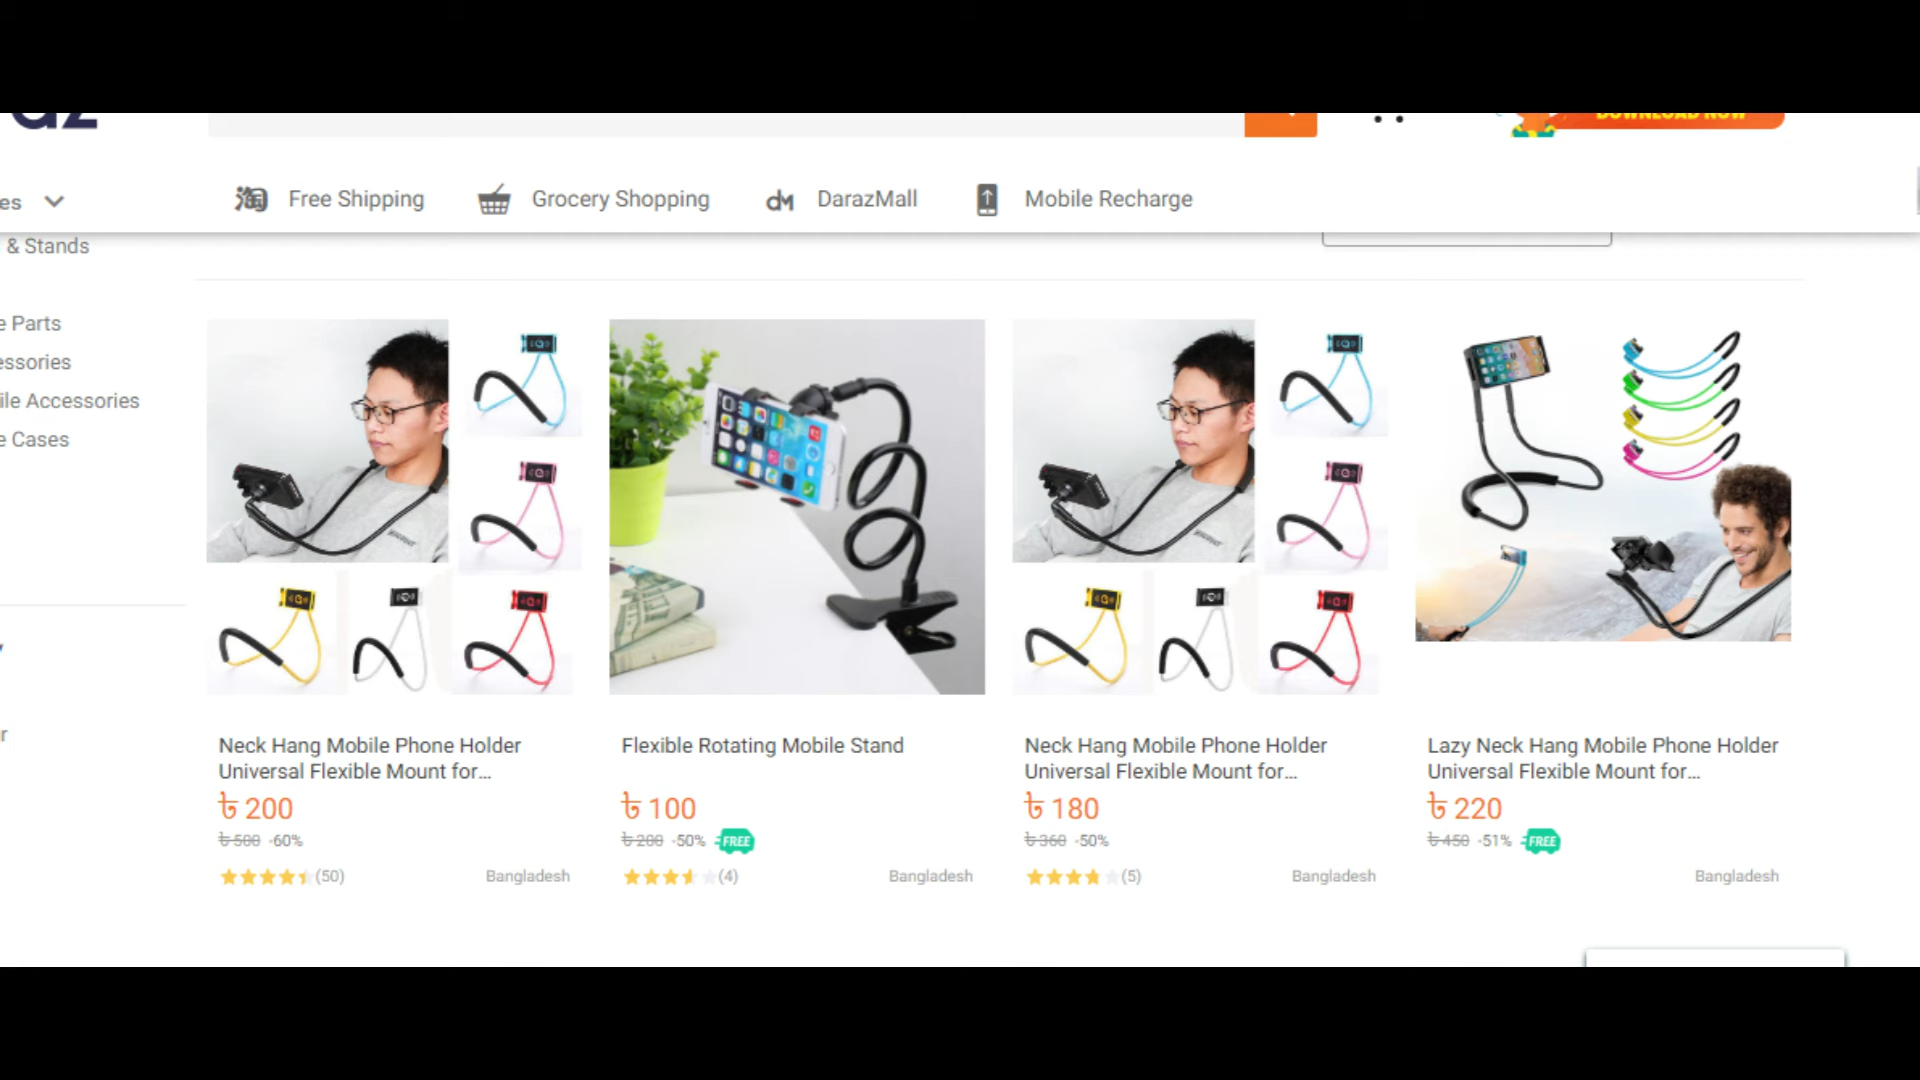 DOWNLOAD NOW
es
Free Shipping
Grocery Shopping
DarazMall
Mobile Recharge
& Stands
e Parts
essories
ile Accessories
e Cases
r
Neck Hang Mobile Phone Holder
Universal Flexible Mount for...
৳ 200
৳ 500 -60%
(50)
Bangladesh
Flexible Rotating Mobile Stand
৳ 100
৳ 200 -50% FREE
(4)
Bangladesh
Neck Hang Mobile Phone Holder
Universal Flexible Mount for...
৳ 180
৳ 360 -50%
(5)
Bangladesh
Lazy Neck Hang Mobile Phone Holder
Universal Flexible Mount for...
৳ 220
৳ 450 -51% FREE
Bangladesh